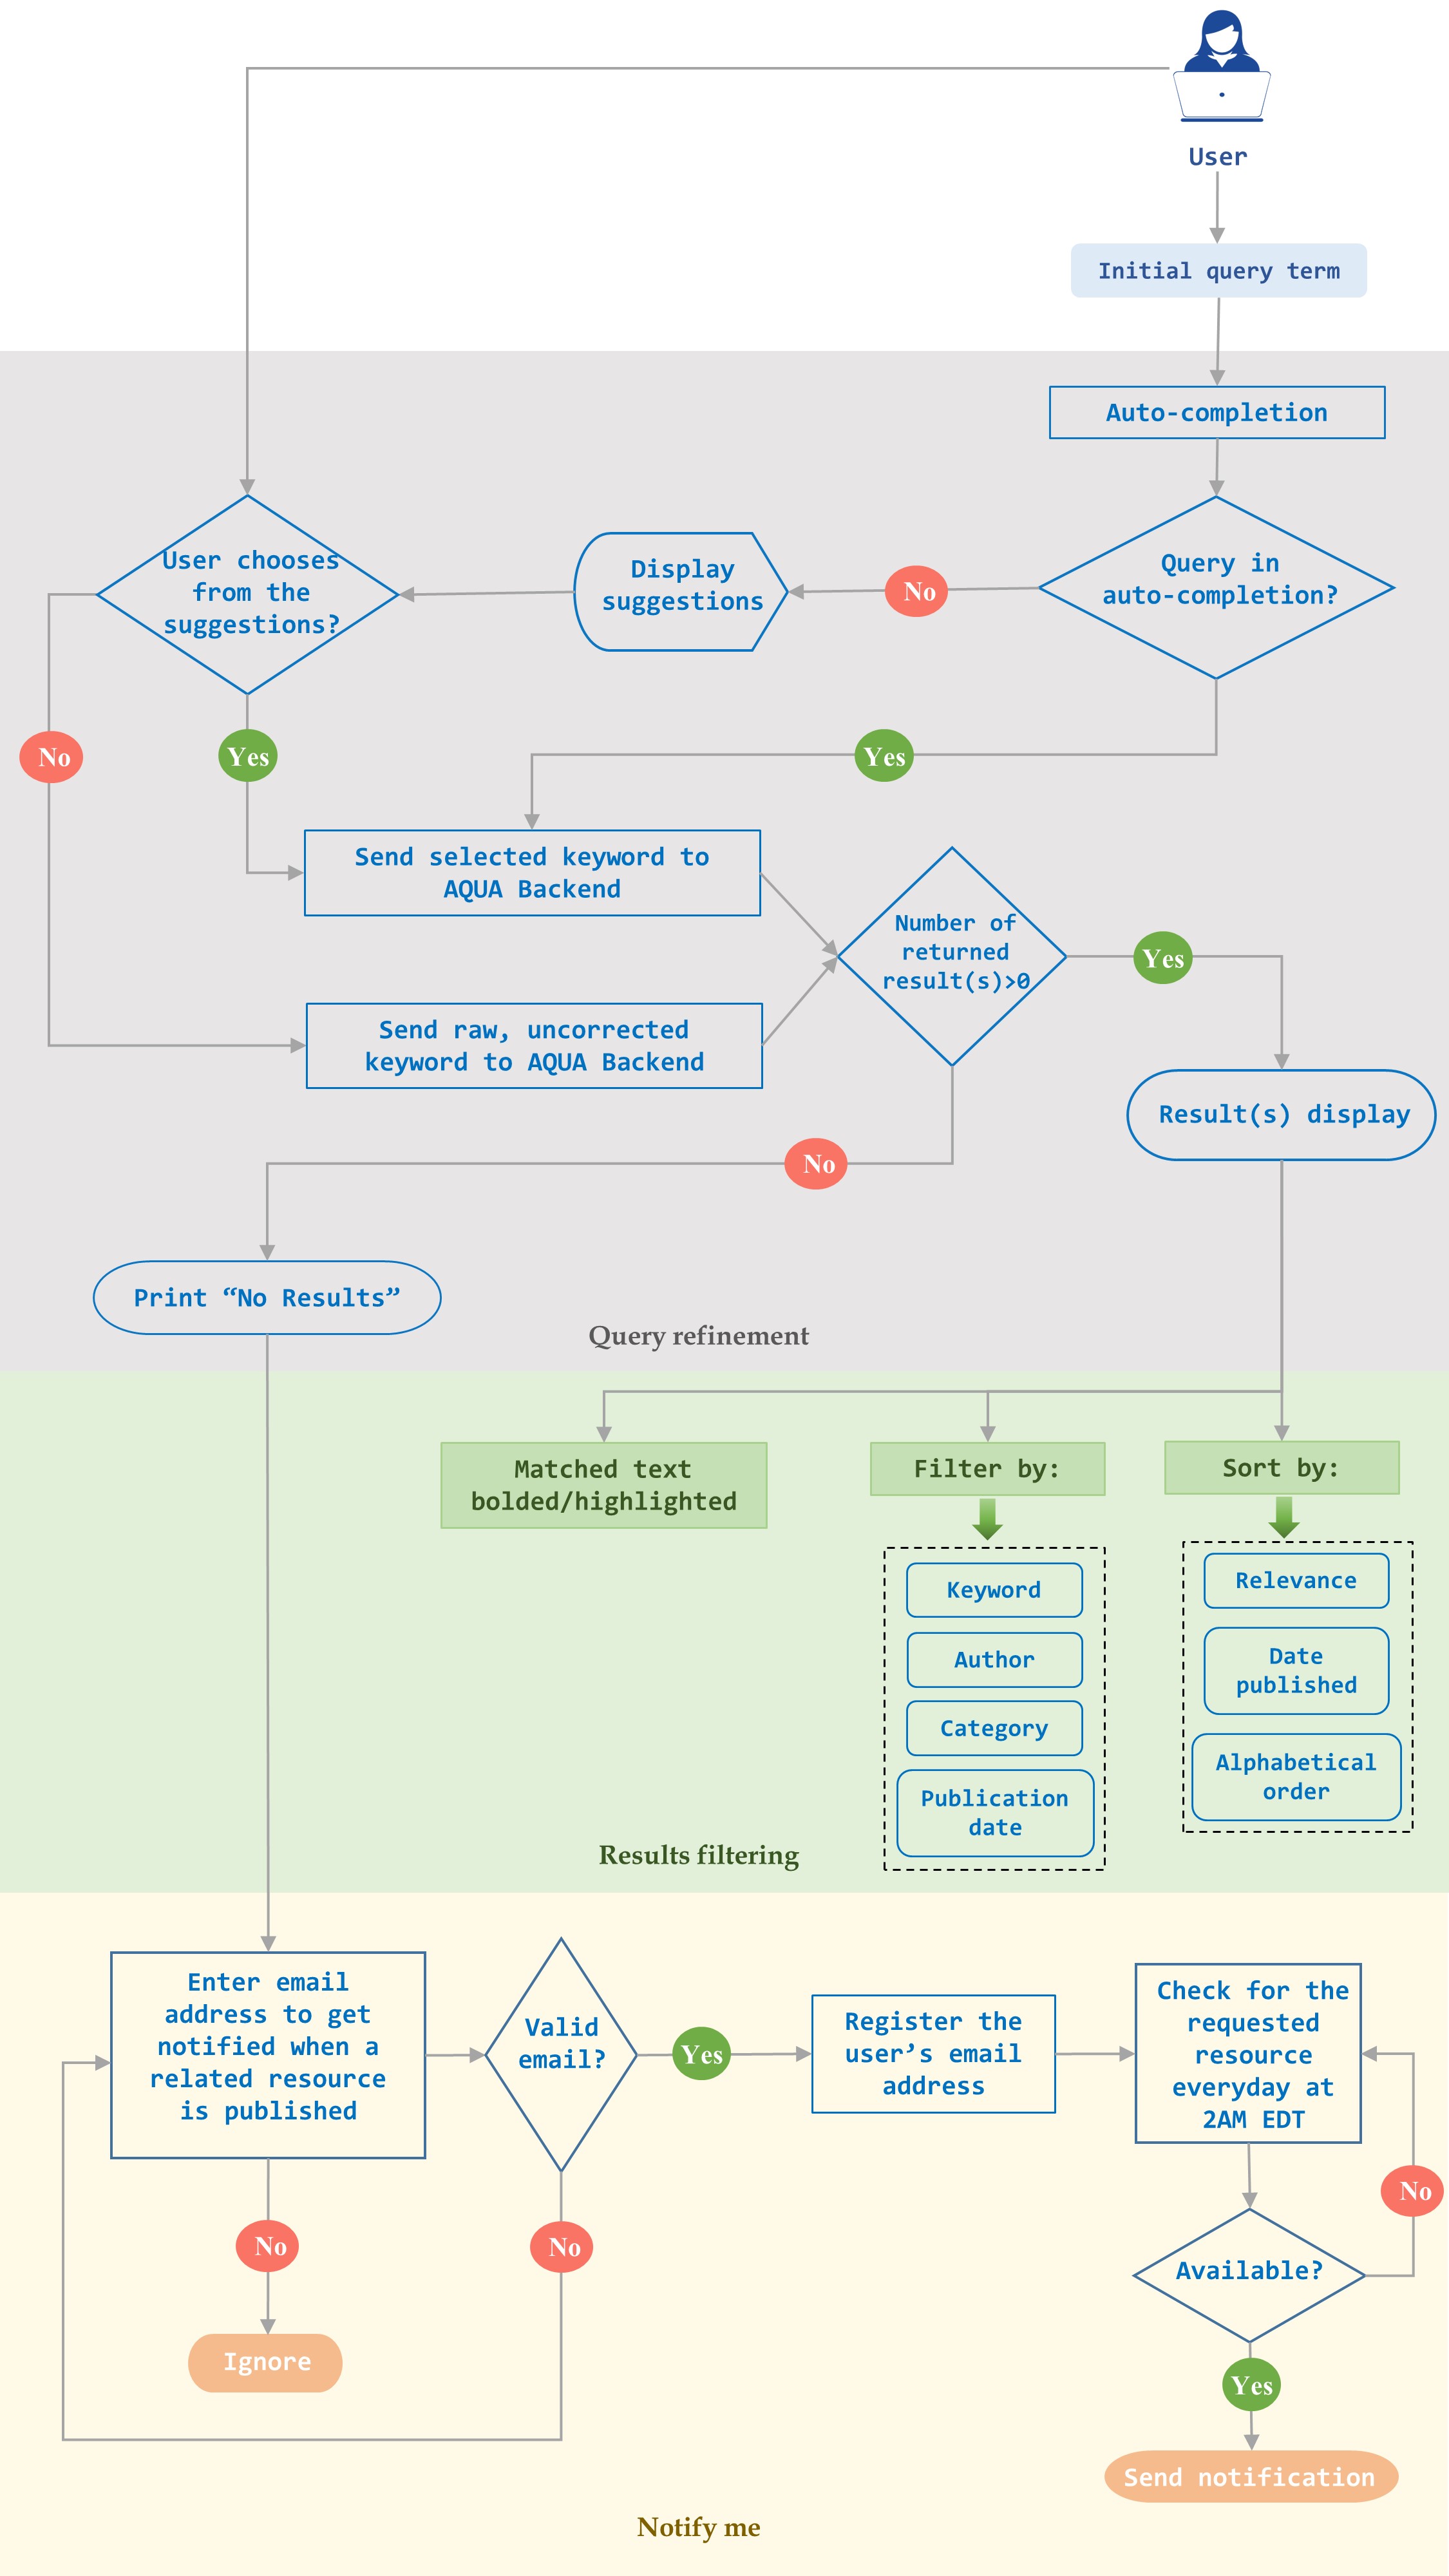 User
Initial query term
Auto-completion
Query in
auto-completion?
No
Display
suggestions
User chooses
from the
suggestions?
No
Yes
Yes
Send selected keyword to
AQUA Backend
Number of
returned
result(s)>0
Yes
Send raw, uncorrected
keyword to AQUA Backend
Result(s) display
No
Print “No Results”
Query refinement
Matched text
bolded/highlighted
Filter by:
Sort by:
Keyword
Author
Category
Publication
date
Relevance
Date
published
Alphabetical
order
Results filtering
Enter email
address to get
notified when a
related resource
is published
Valid
email?
Yes
Register the
user’s email
address
Check for the
requested
resource
everyday at
2AM EDT
No
No
No
Available?
Ignore
Yes
Send notification
Notify me